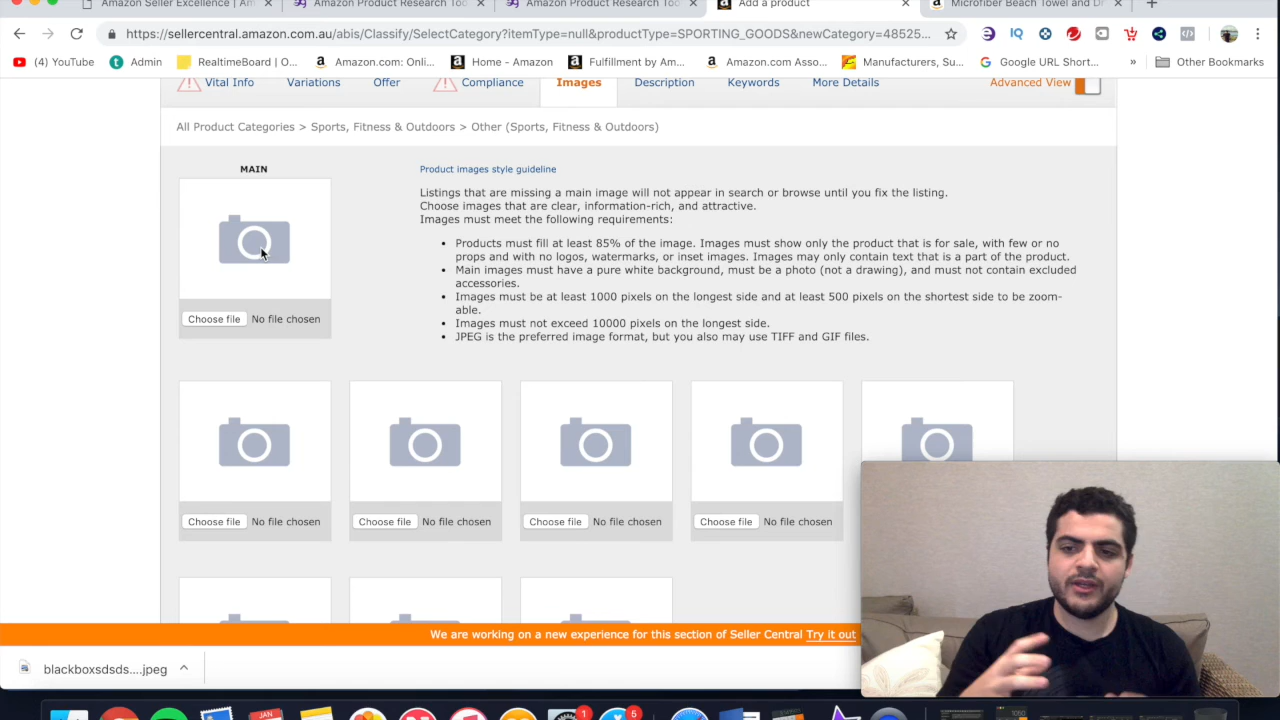 Amazon Seller Excellence | Am
Amazon Product Research Too
Amazon Product Research Too
Add a product
Microfiber Beach Towel and Dr
https://sellercentral.amazon.com.au/abis/Classify/SelectCategory?itemType=null&productType=SPORTING_GOODS&newCategory=48525...
(4) YouTube
Admin
RealtimeBoard | O...
Amazon.com: Onli...
Home - Amazon
Fulfillment by Am...
Amazon.com Asso...
Manufacturers, Su...
Google URL Short...
»
Other Bookmarks
Vital Info
Variations
Offer
Compliance
Images
Description
Keywords
More Details
Advanced View
All Product Categories > Sports, Fitness & Outdoors > Other (Sports, Fitness & Outdoors)
MAIN
Choose file No file chosen
Product images style guideline
Listings that are missing a main image will not appear in search or browse until you fix the listing.
Choose images that are clear, information-rich, and attractive.
Images must meet the following requirements:
• Products must fill at least 85% of the image. Images must show only the product that is for sale, with few or no
props and with no logos, watermarks, or inset images. Images may only contain text that is a part of the product.
• Main images must have a pure white background, must be a photo (not a drawing), and must not contain excluded
accessories.
• Images must be at least 1000 pixels on the longest side and at least 500 pixels on the shortest side to be zoom-
able.
• Images must not exceed 10000 pixels on the longest side.
• JPEG is the preferred image format, but you also may use TIFF and GIF files.
Choose file No file chosen
Choose file No file chosen
Choose file No file chosen
Choose file No file chosen
We are working on a new experience for this section of Seller Central Try it out
blackboxsdsds....jpeg
JAN
1
6